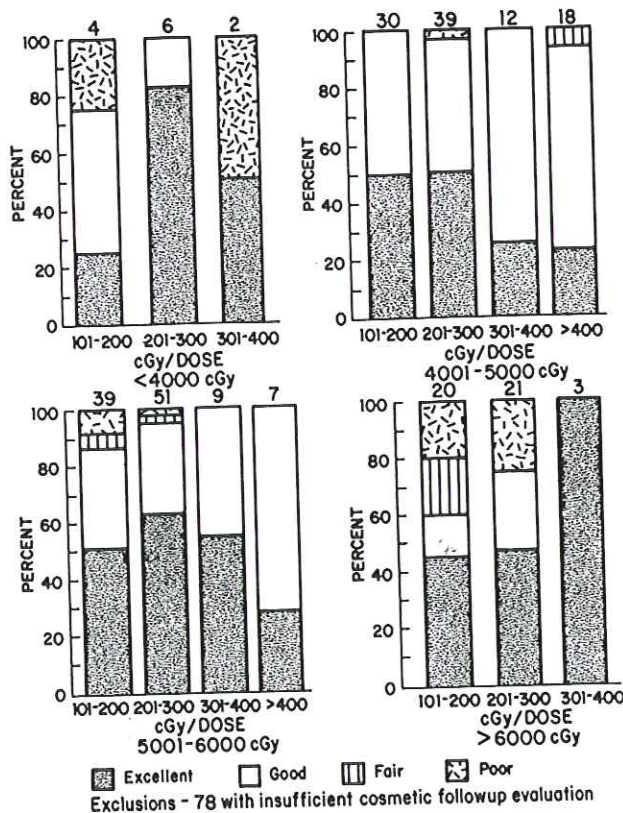 4 6 2
100
80
60
40
20
0
PERCENT
101-200 201-300 301-400
cGy/DOSE
<4000 cGy
30 39 12 18
100
80
60
40
20
0
PERCENT
101-200 201-300 301-400 >400
cGy/DOSE
4001-5000 cGy
39 51 9 7
100
80
60
40
20
0
PERCENT
101-200 201-300 301-400 >400
cGy/DOSE
5001-6000 cGy
20 21 3
100
80
60
40
20
0
PERCENT
101-200 201-300 301-400
cGy/DOSE
>6000 cGy
Excellent Good Fair Poor
Exclusions - 78 with insufficient cosmetic followup evaluation